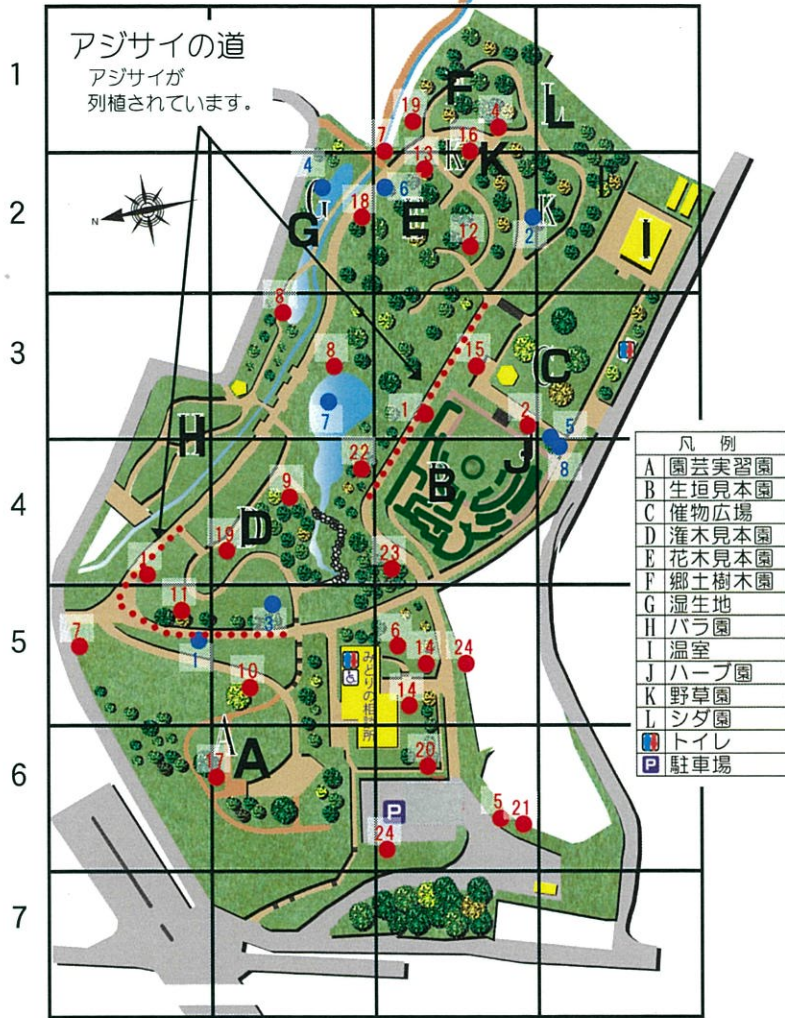 アジサイの道
アジサイが
列植されています。
1
2
3
4
5
6
7
N
F
L
19
4
7
16
13
K
K
4
6
G
18
E
2
K
I
12
8
8
15
C
7
1
2
5
8
H
22
B
J
9
19
D
23
1
11
3
7
1
6
14
24
10
みどりの相談所
14
A
A
17
20
P
5
21
24
凡例
A 園芸実習園
B 生垣見本園
C 催物広場
D 灌木見本園
E 花木見本園
F 郷土樹木園
G 湿生地
H バラ園
I 温室
J ハーブ園
K 野草園
L シダ園
トイレ
P 駐車場